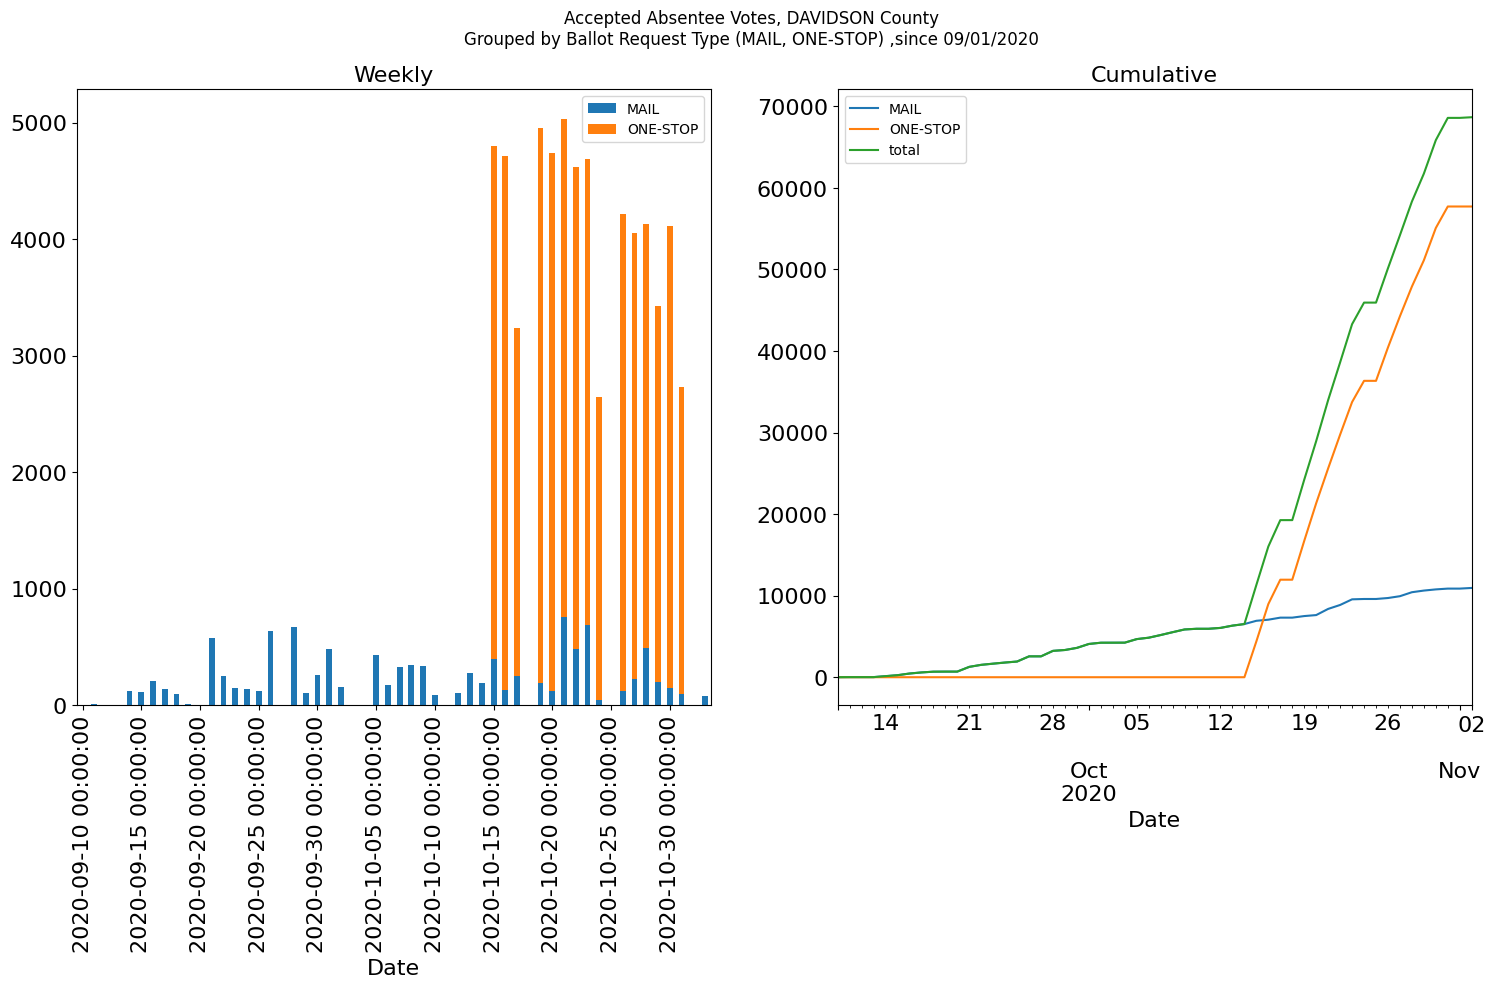 Accepted Absentee Votes, DAVIDSON County
Grouped by Ballot Request Type (MAIL, ONE-STOP) ,since 09/01/2020
Weekly
MAIL
ONE-STOP
5000
4000
3000
2000
1000
0
2020-09-10 00:00:00
2020-09-15 00:00:00
2020-09-20 00:00:00
2020-09-25 00:00:00
2020-09-30 00:00:00
2020-10-05 00:00:00
2020-10-10 00:00:00
2020-10-15 00:00:00
2020-10-20 00:00:00
2020-10-25 00:00:00
2020-10-30 00:00:00
Date
Cumulative
MAIL
ONE-STOP
total
70000
60000
50000
40000
30000
20000
10000
0
14 21 28 05 12 19 26 02
Oct Nov
2020
Date